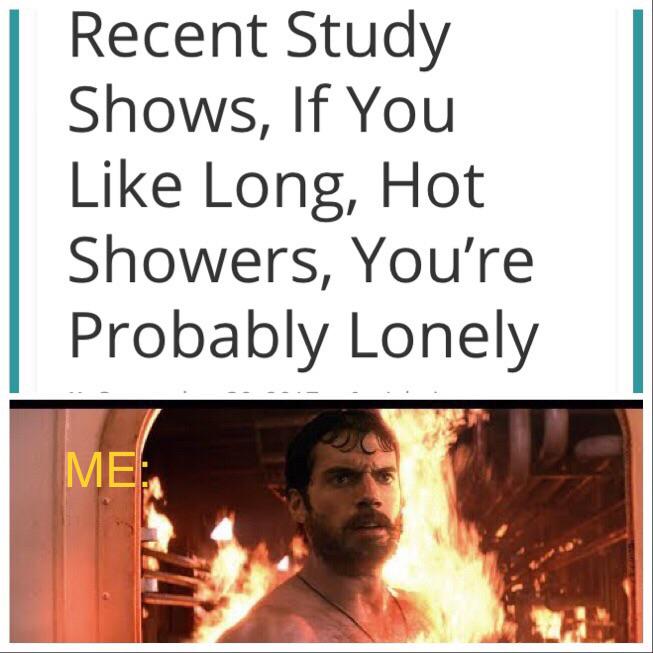 Recent Study
Shows, If You
Like Long, Hot
Showers, You’re
Probably Lonely
ME: